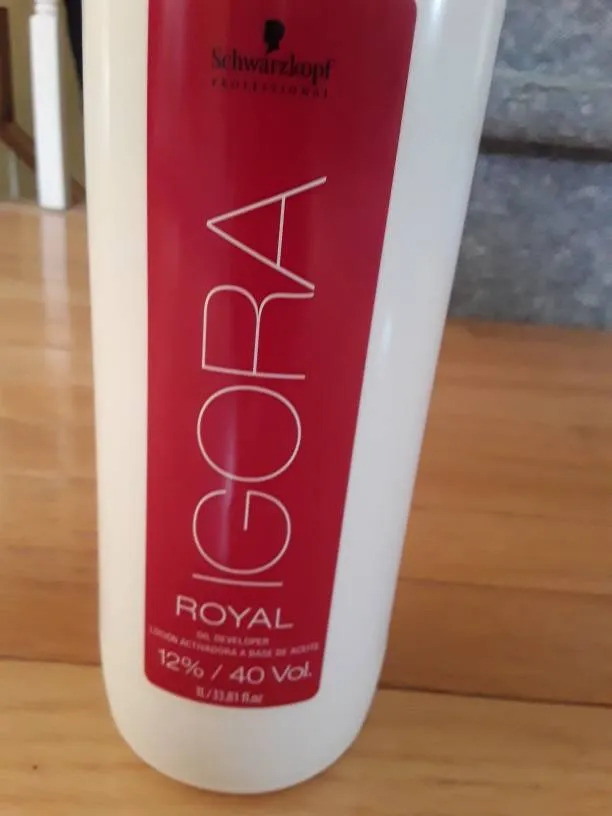 Schwarzkopf
PROFESSIONAL
IGORA
ROYAL
OIL DEVELOPER
LOCIÓN ACTIVADORA A BASE DE ACEITE
12% / 40 Vol.
1L/33.81 fl.oz